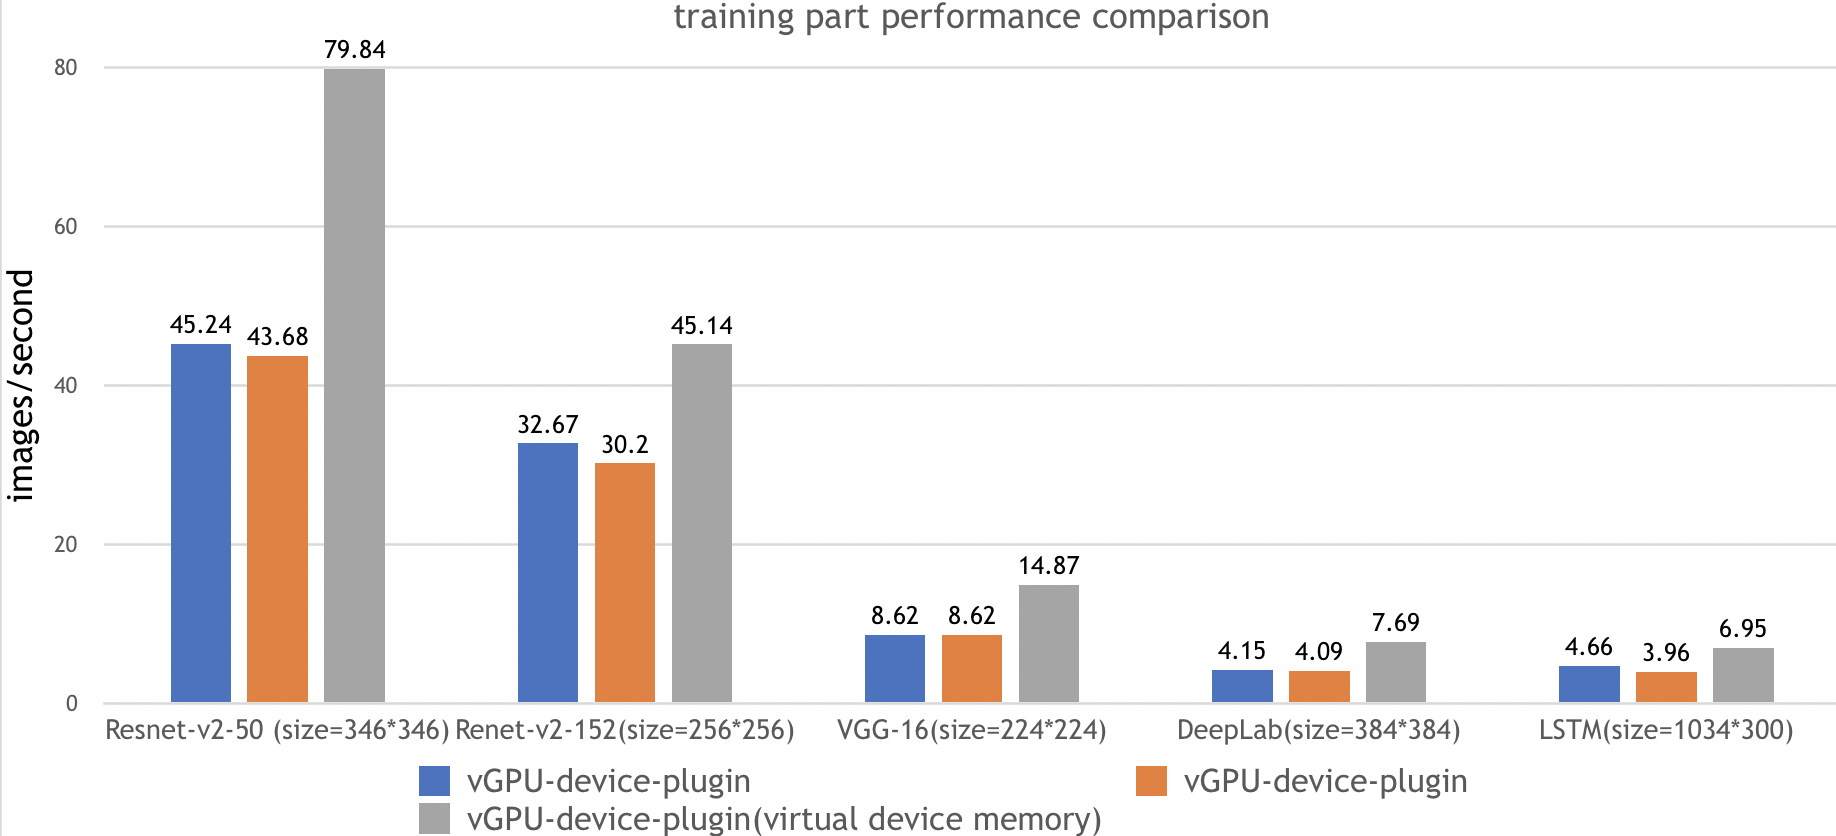 training part performance comparison
79.84
80
60
45.24
43.68
45.14
images/second
40
32.67
30.2
20
14.87
8.62
8.62
7.69
6.95
4.15
4.09
4.66
3.96
0
Resnet-v2-50 (size=346*346)
Renet-v2-152(size=256*256)
VGG-16(size=224*224)
DeepLab(size=384*384)
LSTM(size=1034*300)
vGPU-device-plugin
vGPU-device-plugin
vGPU-device-plugin(virtual device memory)